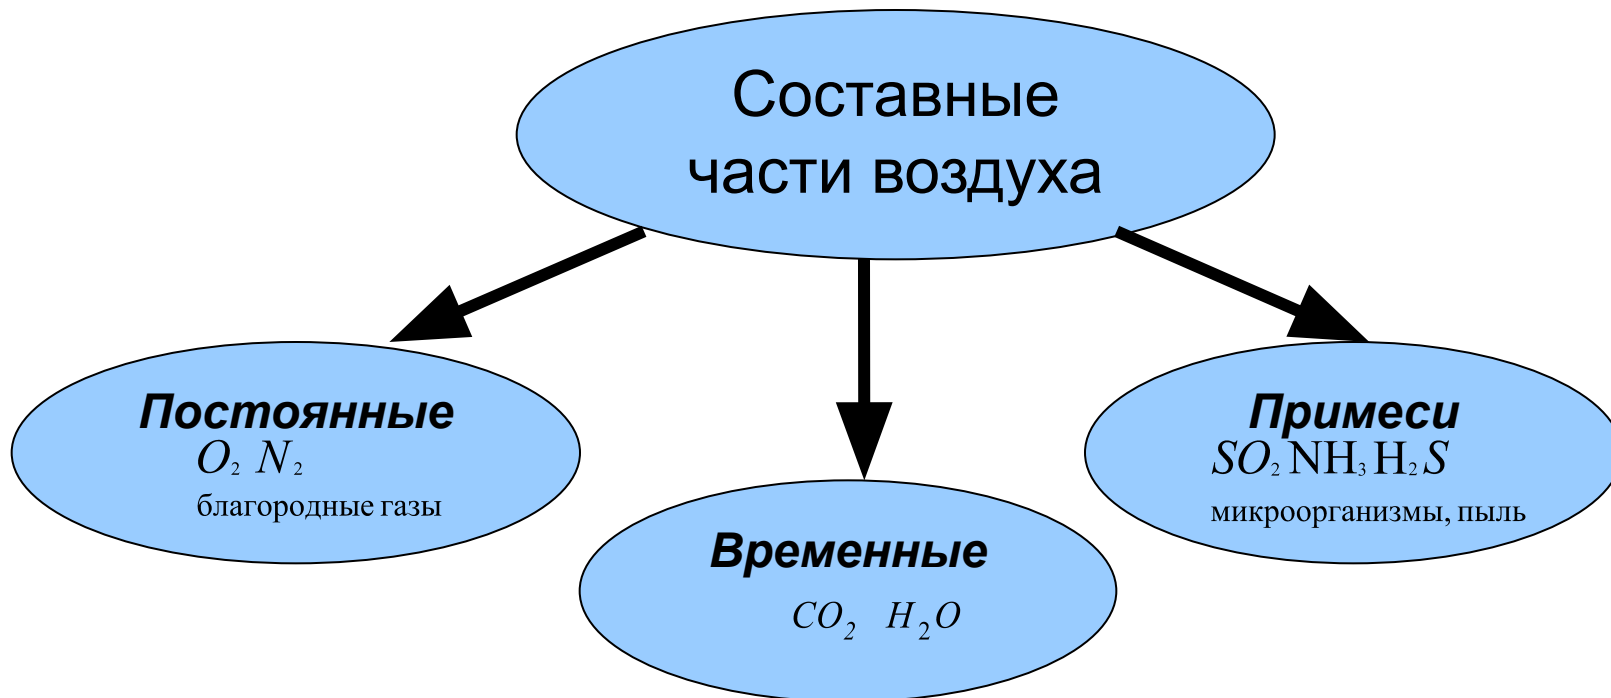 Составные
части воздуха
Постоянные
O₂ N₂
благородные газы
Временные
CO₂ H₂O
Примеси
SO₂ NH₃ H₂S
микроорганизмы, пыль